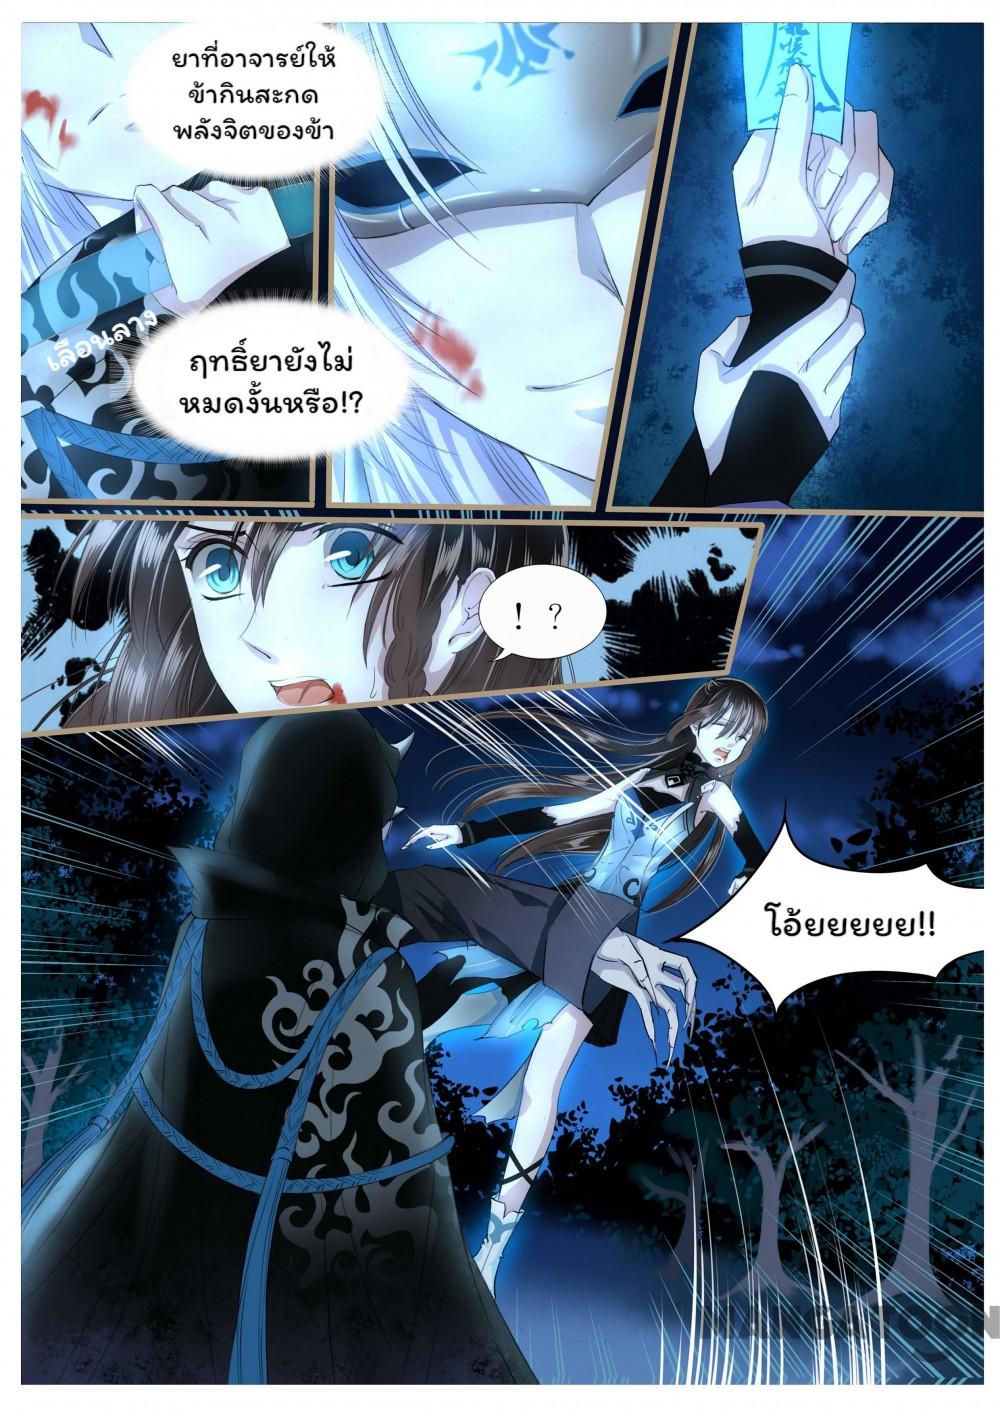 ยาที่อาจารย์ให้
ข้ากินสะกด
พลังจิตของข้า
เลือนลาง
ฤทธิ์ยายังไม่
หมดงั้นหรือ!?
! ?
โอ้ยยยยยย!!
MANGATOON